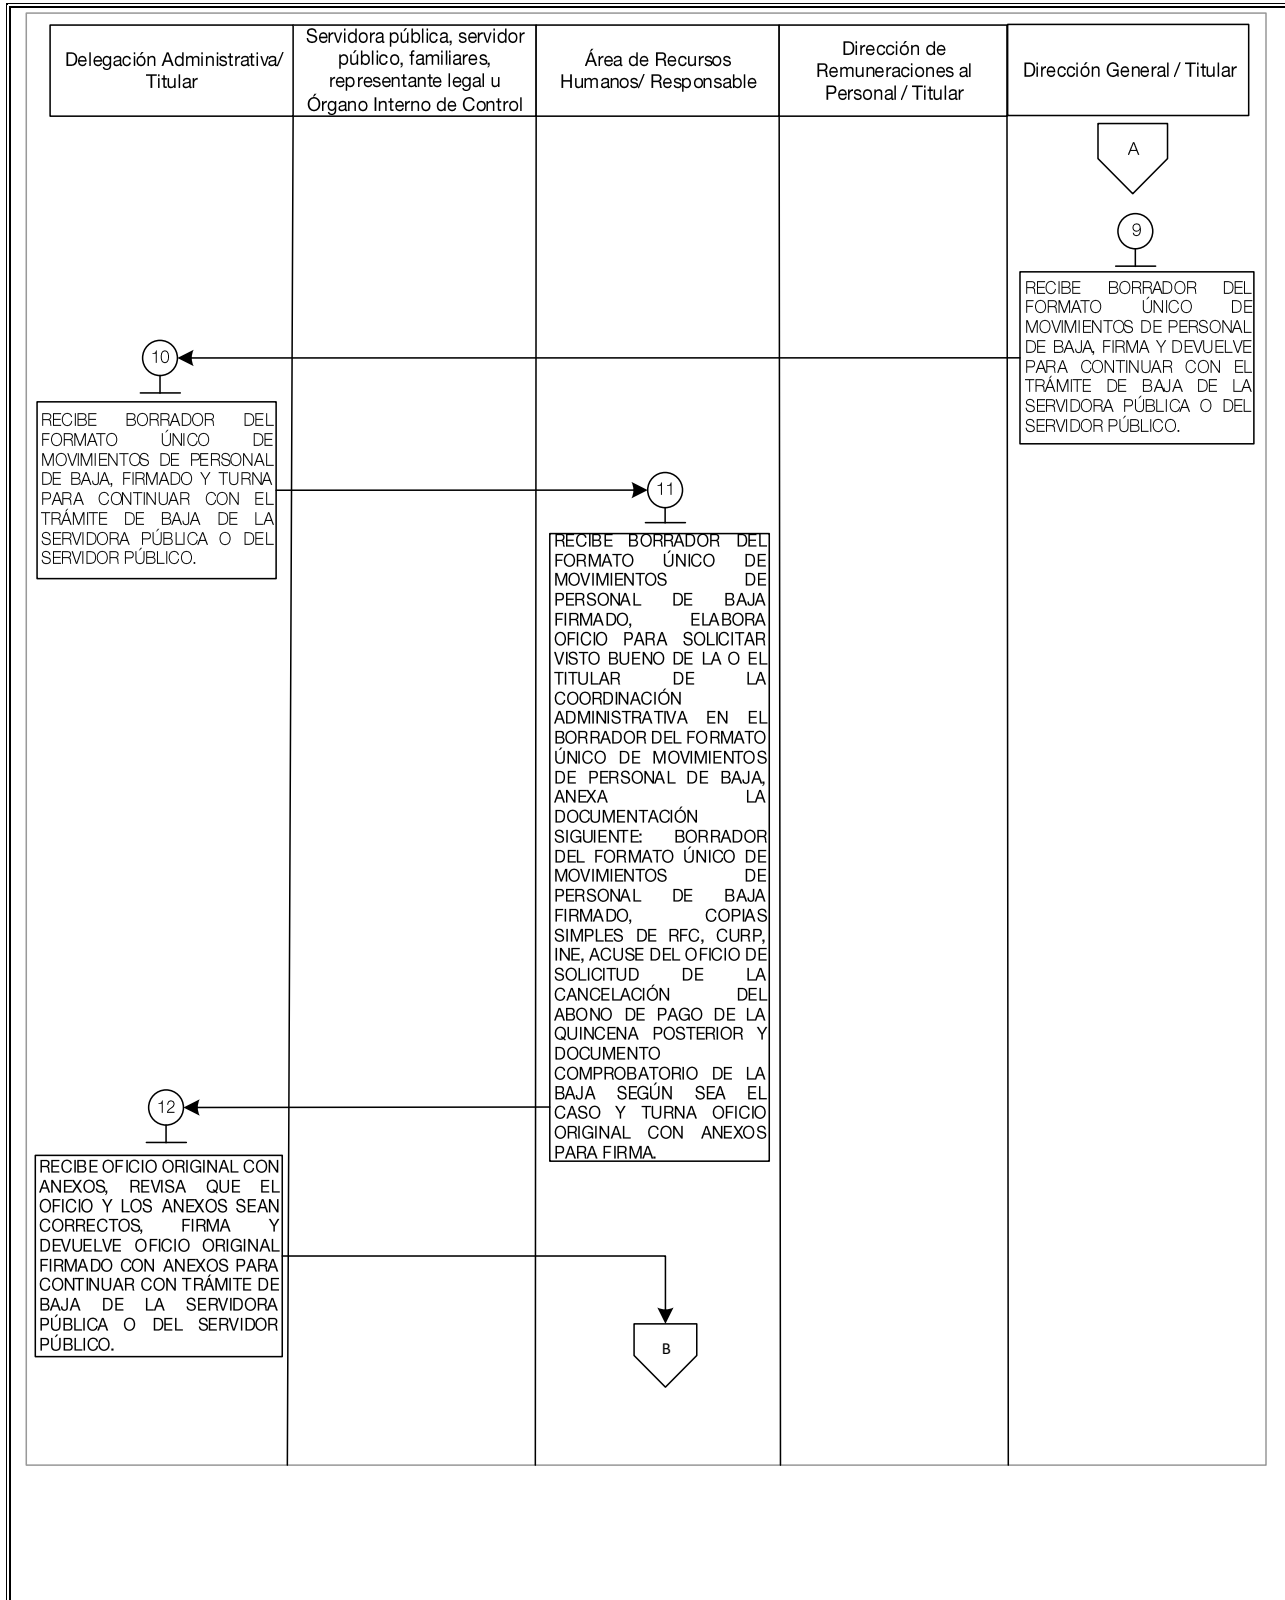 Delegación Administrativa/
Titular
Servidora pública, servidor
público, familiares,
representante legal u
Órgano Interno de Control
Área de Recursos
Humanos/ Responsable
Dirección de
Remuneraciones al
Personal / Titular
Dirección General / Titular
A
9
RECIBE BORRADOR DEL
FORMATO ÚNICO DE
MOVIMIENTOS DE PERSONAL
DE BAJA, FIRMA Y DEVUELVE
PARA CONTINUAR CON EL
TRÁMITE DE BAJA DE LA
SERVIDORA PÚBLICA O DEL
SERVIDOR PÚBLICO.
10
RECIBE BORRADOR DEL
FORMATO ÚNICO DE
MOVIMIENTOS DE PERSONAL
DE BAJA, FIRMADO Y TURNA
PARA CONTINUAR CON EL
TRÁMITE DE BAJA DE LA
SERVIDORA PÚBLICA O DEL
SERVIDOR PÚBLICO.
11
RECIBE BORRADOR DEL
FORMATO ÚNICO DE
MOVIMIENTOS DE
PERSONAL DE BAJA
FIRMADO, ELABORA
OFICIO PARA SOLICITAR
VISTO BUENO DE LA O EL
TITULAR DE LA
COORDINACIÓN
ADMINISTRATIVA EN EL
BORRADOR DEL FORMATO
ÚNICO DE MOVIMIENTOS
DE PERSONAL DE BAJA,
ANEXA LA
DOCUMENTACIÓN
SIGUIENTE: BORRADOR
DEL FORMATO ÚNICO DE
MOVIMIENTOS DE
PERSONAL DE BAJA
FIRMADO, COPIAS
SIMPLES DE RFC, CURP,
INE, ACUSE DEL OFICIO DE
SOLICITUD DE LA
CANCELACIÓN DEL
ABONO DE PAGO DE LA
QUINCENA POSTERIOR Y
DOCUMENTO
COMPROBATORIO DE LA
BAJA SEGÚN SEA EL
CASO Y TURNA OFICIO
ORIGINAL CON ANEXOS
PARA FIRMA.
12
RECIBE OFICIO ORIGINAL CON
ANEXOS, REVISA QUE EL
OFICIO Y LOS ANEXOS SEAN
CORRECTOS, FIRMA Y
DEVUELVE OFICIO ORIGINAL
FIRMADO CON ANEXOS PARA
CONTINUAR CON TRÁMITE DE
BAJA DE LA SERVIDORA
PÚBLICA O DEL SERVIDOR
PÚBLICO.
B